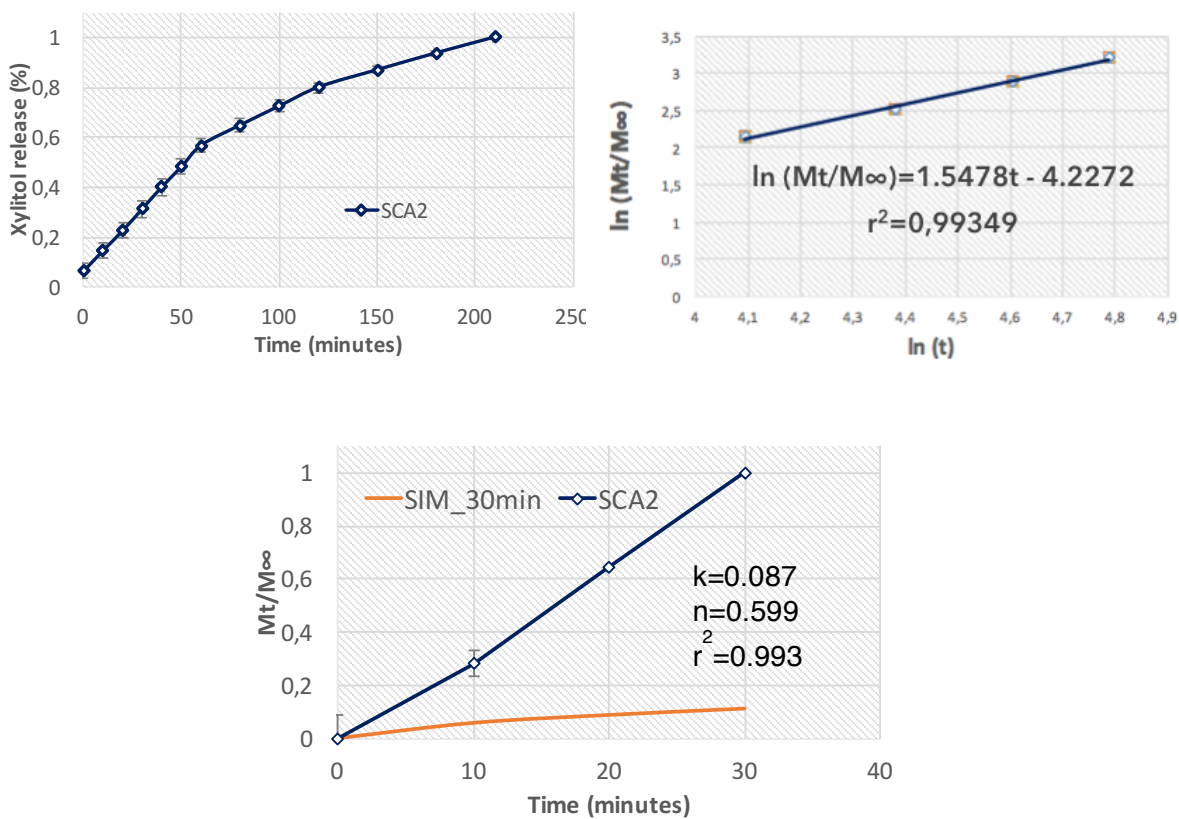 Xylitol release (%)
1
0,8
0,6
0,4
0,2
0
0
50
100
150
200
250
SCA2
Time (minutes)
ln (Mt/M∞)
3,5
3
2,5
2
1,5
1
0,5
0
4
4,1
4,2
4,3
4,4
4,5
4,6
4,7
4,8
4,9
ln (Mt/M∞)=1.5478t - 4.2272
r²=0,99349
ln (t)
Mt/M∞
1
0,8
0,6
0,4
0,2
0
SIM_30min
SCA2
k=0.087
n=0.599
r²=0.993
0
10
20
30
40
Time (minutes)